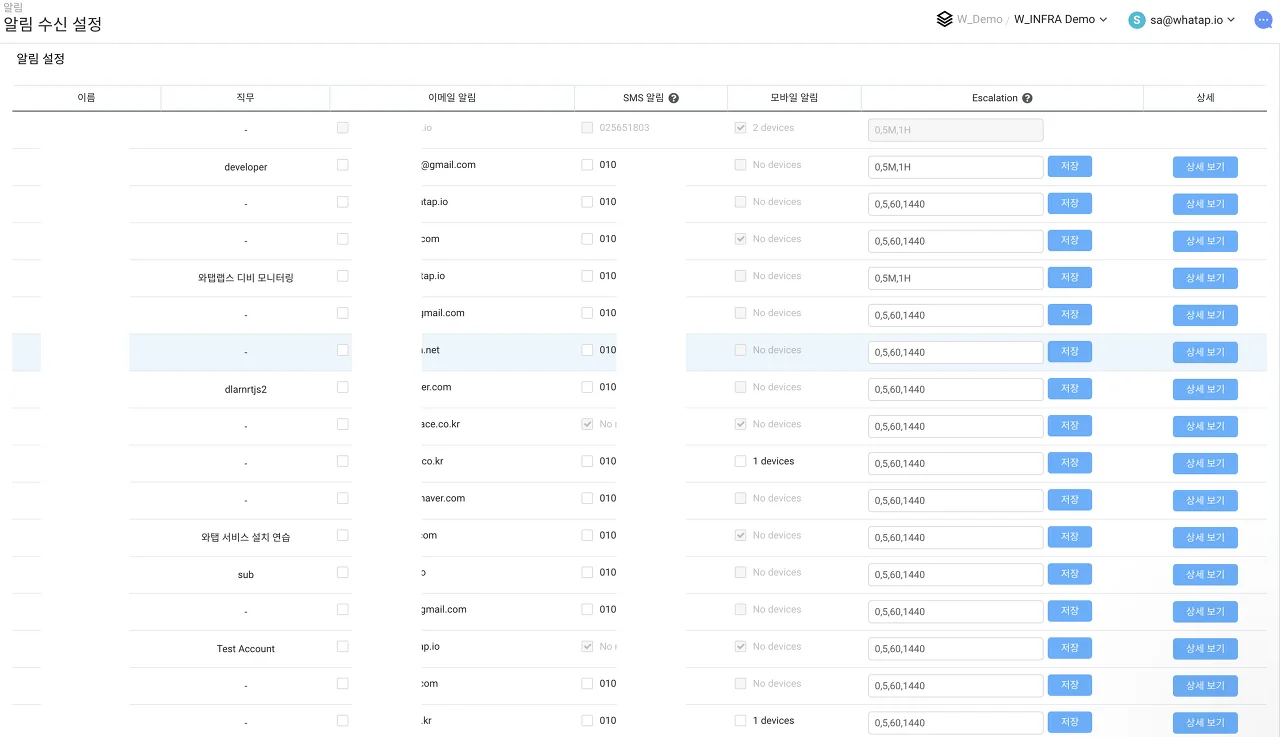 알림
알림 수신 설정
W_Demo / W_INFRA Demo
S sa@whatap.io
알림 설정
이름 직무 이메일 알림 SMS 알림 ? 모바일 알림 Escalation ? 상세
- .io 025651803 2 devices 0,5M,1H
developer @gmail.com 010 No devices 0,5M,1H 저장 상세 보기
- tap.io 010 No devices 0,5,60,1440 저장 상세 보기
- com 010 No devices 0,5,60,1440 저장 상세 보기
와탭랩스 디비 모니터링 tap.io 010 No devices 0,5M,1H 저장 상세 보기
- gmail.com 010 No devices 0,5,60,1440 저장 상세 보기
- .net 010 No devices 0,5,60,1440 저장 상세 보기
dlarnrtjs2 er.com 010 No devices 0,5,60,1440 저장 상세 보기
- ace.co.kr No No devices 0,5,60,1440 저장 상세 보기
- co.kr 010 1 devices 0,5,60,1440 저장 상세 보기
- naver.com 010 No devices 0,5,60,1440 저장 상세 보기
와탭 서비스 설치 연습 com 010 No devices 0,5,60,1440 저장 상세 보기
sub 010 No devices 0,5,60,1440 저장 상세 보기
- gmail.com 010 No devices 0,5,60,1440 저장 상세 보기
Test Account ap.io No No devices 0,5,60,1440 저장 상세 보기
- com 010 No devices 0,5,60,1440 저장 상세 보기
- .kr 010 1 devices 0,5,60,1440 저장 상세 보기